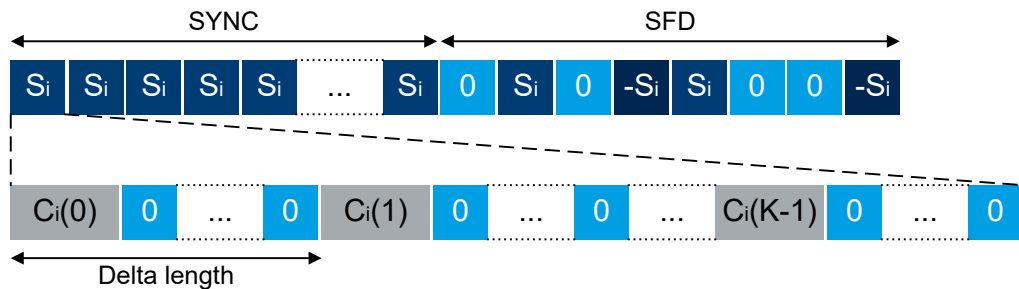 SYNC SFD
Si Si Si Si Si ... Si 0 Si 0 -Si Si 0 0 -Si
Ci(0) 0 ... 0 Ci(1) 0 ... 0 ... Ci(K-1) 0 ... 0
Delta length